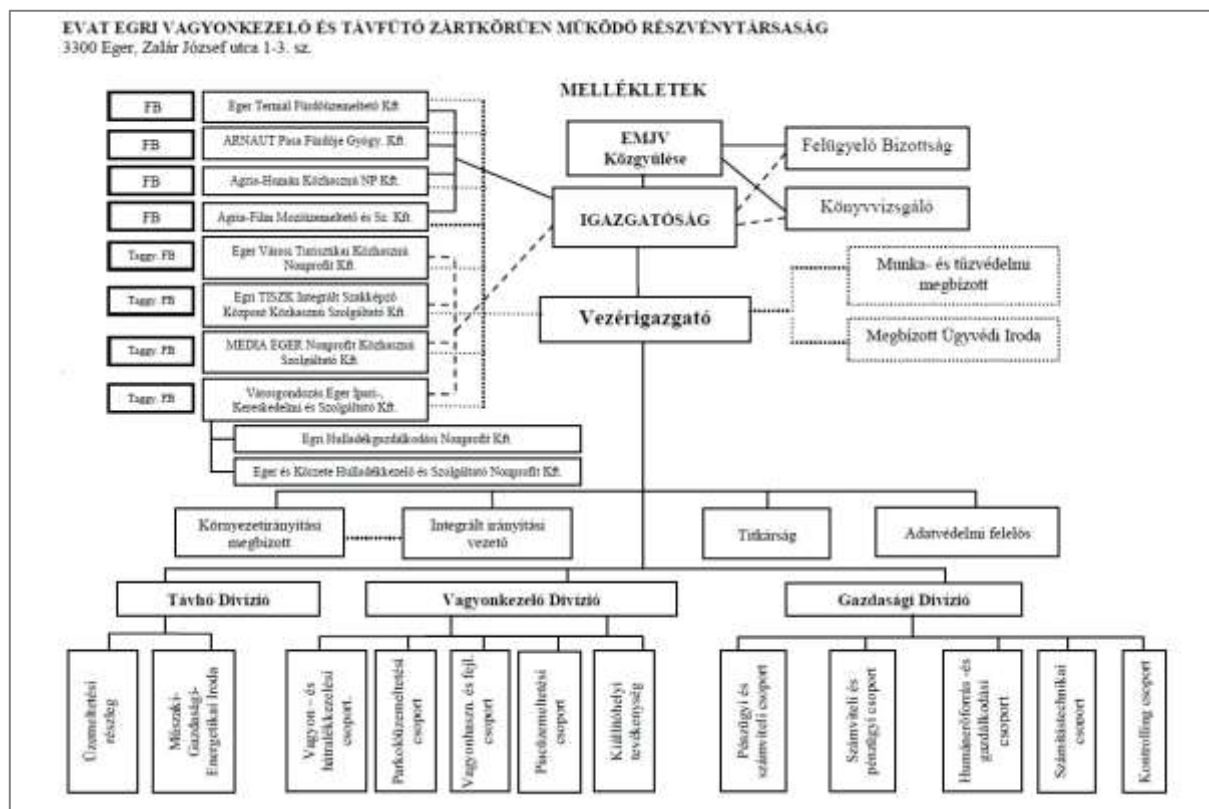 EVAT EGRI VAGYONKEZELŐ ÉS TÁVFŰTŐ ZÁRTKÖRŰEN MŰKÖDŐ RÉSZVÉNYTÁRSASÁG
3300 Eger, Zalár József utca 1-3. sz.
MELLÉKLETEK
FB
Eger Termál Fürdőüzemeltető Kft
FB
ARNAUT Pasa Fürdője Gyógy. Kft.
FB
Agria-Humán Közhasznú NP Kft.
FB
Agria-Film Moziüzemeltető és Sz. Kft.
Taggy. FB
Eger Városi Turisztikai Közhasznú
Nonprofit Kft.
Taggy. FB
Egri TISZK Integrált Szakképző
Központ Közhasznú Szolgáltató Kft.
Taggy. FB
MEDIA EGER Nonprofit Közhasznú
Szolgáltató Kft
Taggy. FB
Városgondozás Eger Ipari-,
Kereskedelmi és Szolgáltató Kft.
Egri Hulladékgazdálkodási Nonprofit Kft.
Eger és Körzete Hulladékkezelő és Szolgáltató Nonprofit Kft.
EMJV
Közgyűlése
Felügyelő Bizottság
IGAZGATÓSÁG
Könyvvizsgáló
Munka- és tűzvédelmi
megbízott
Vezérigazgató
Megbízott Ügyvédi Iroda
Környezetirányítási
megbízott
Integrált irányítási
vezető
Titkárság
Adatvédelmi felelős
Távhő Divízió
Vagyonkezelő Divízió
Gazdasági Divízió
Üzemeltetési
részleg
Műszaki-
Gazdasági-
Energetikai Iroda
Vagyon – és
hátralékkezelési
csoport.
Parkolóüzemeltetési
csoport
Vagyonhaszn. és fejl.
csoport
Piacüzemeltetési
csoport
Kiállítóhelyi
tevékenység
Pénzügyi és
számviteli csoport
Számviteli és
pénzügyi csoport
Humánerőforrás -és
gazdálkodási
csoport
Számítástechnikai
csoport
Kontrolling csoport